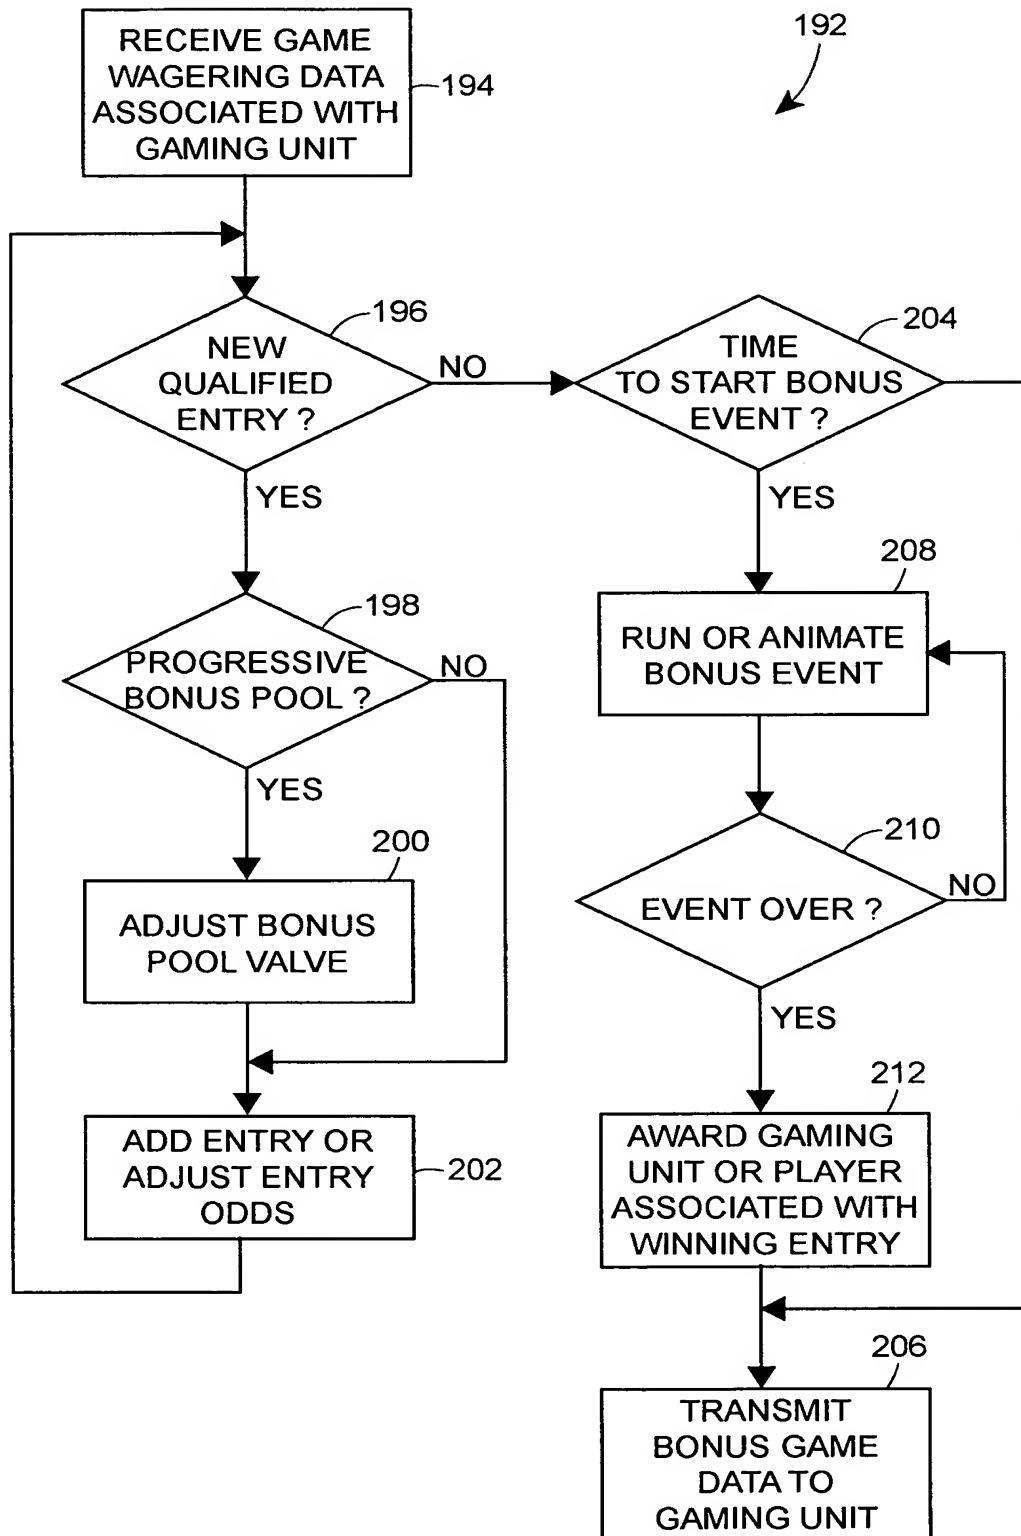 192
RECEIVE GAME
WAGERING DATA
ASSOCIATED WITH
GAMING UNIT
194
NEW
QUALIFIED
ENTRY ?
196
NO
YES
PROGRESSIVE
BONUS POOL ?
198
NO
YES
200
ADJUST BONUS
POOL VALVE
ADD ENTRY OR
ADJUST ENTRY
ODDS
202
TIME
TO START BONUS
EVENT ?
204
YES
208
RUN OR ANIMATE
BONUS EVENT
210
EVENT OVER ?
NO
YES
212
AWARD GAMING
UNIT OR PLAYER
ASSOCIATED WITH
WINNING ENTRY
206
TRANSMIT
BONUS GAME
DATA TO
GAMING UNIT